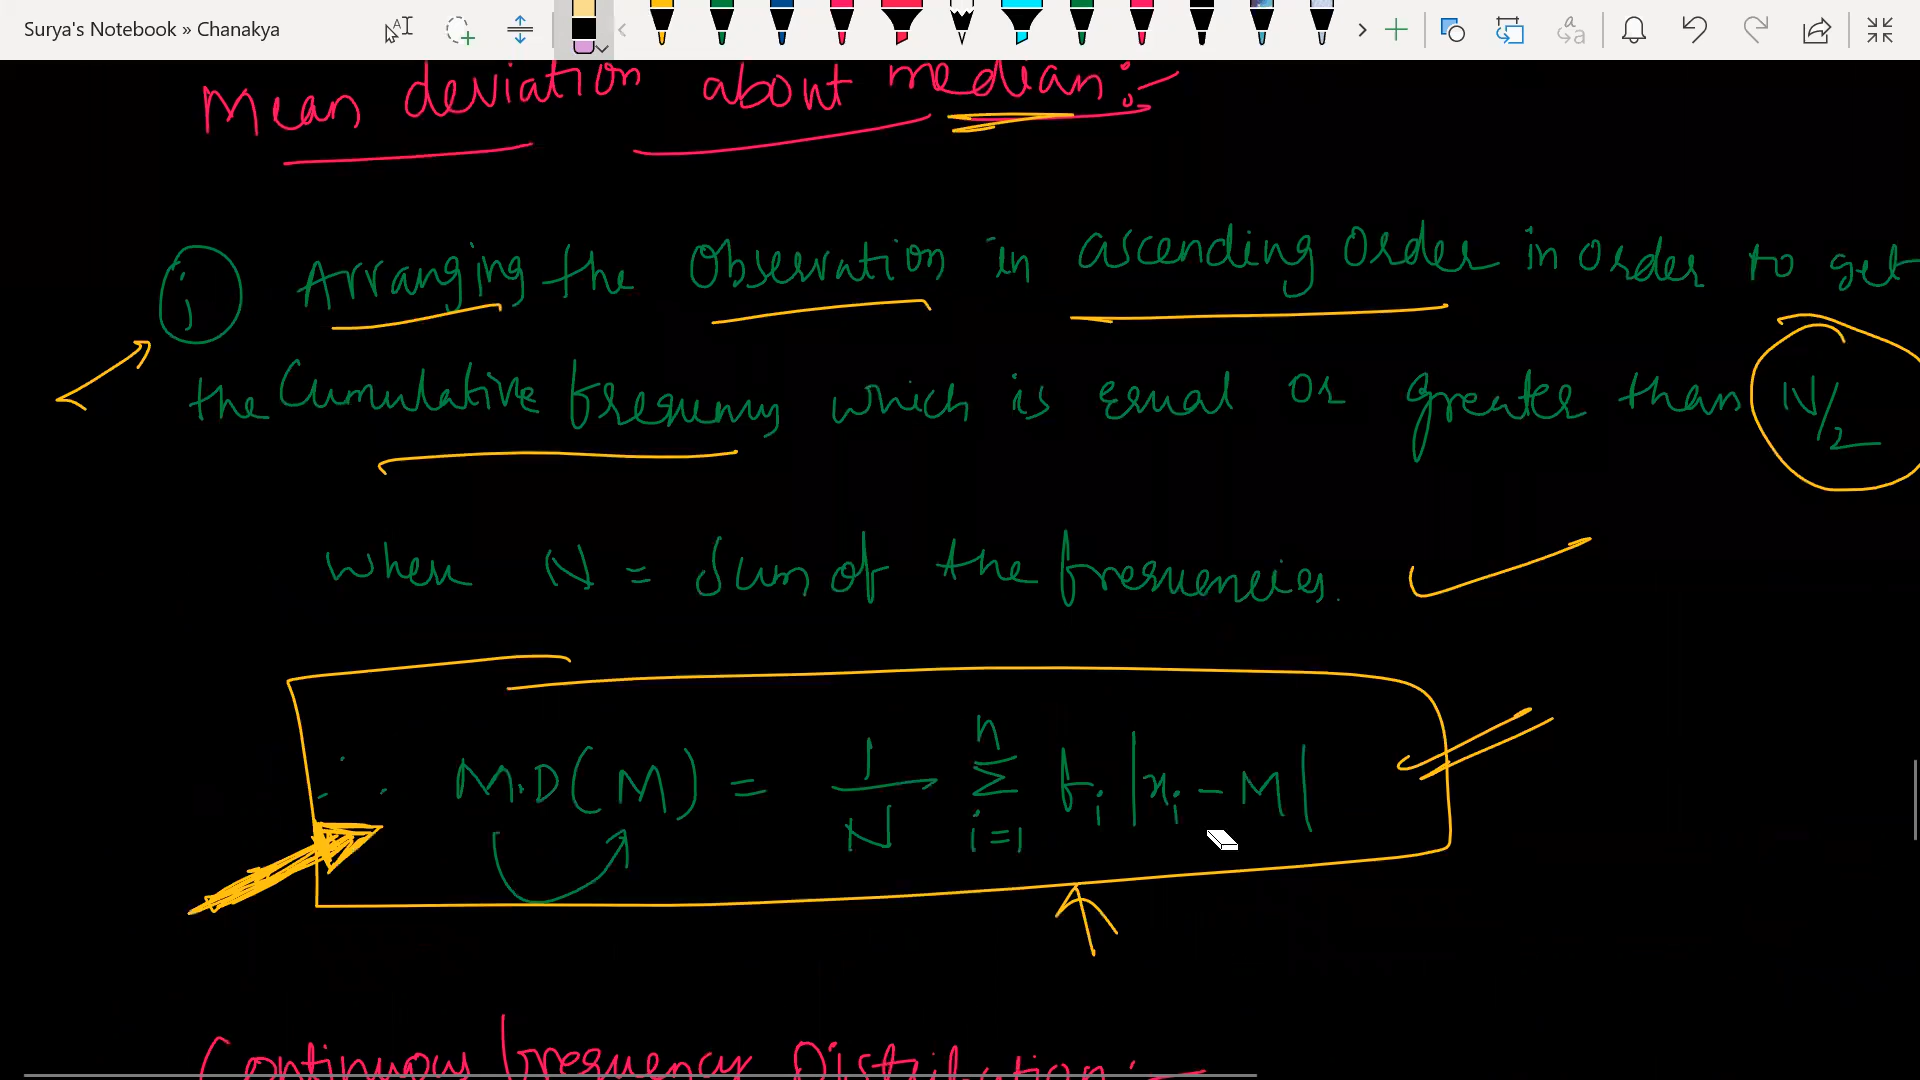 Surya's Notebook » Chanakya
Mean deviation about median:-
i Arranging the Observation in ascending order in order to get
the Cumulative frequency which is equal or greater than N/2
when N = Sum of the frequencies.
∴ M.D(M) = 1/N Σ_{i=1}^{n} f_i |x_i - M|
Continuous frequency Distribution:-